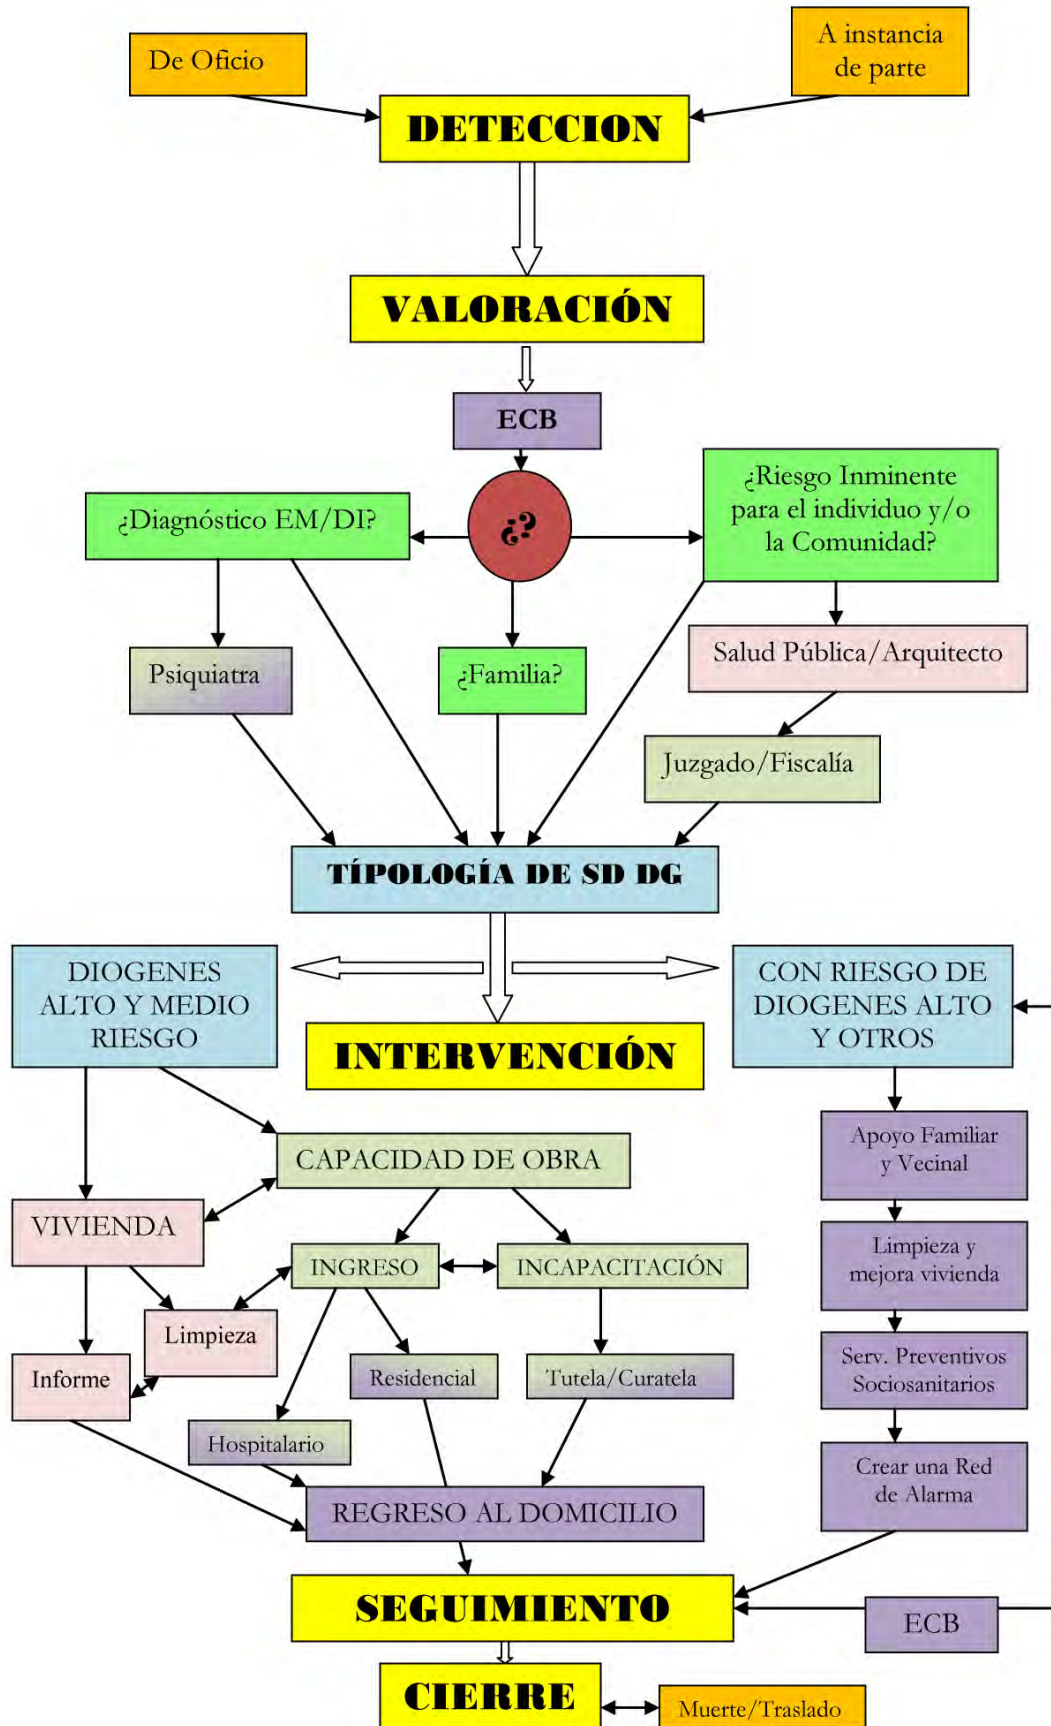 De Oficio
A instancia
de parte
DETECCION
VALORACIÓN
ECB
¿Diagnóstico EM/DI?
¿?
¿Riesgo Inminente
para el individuo y/o
la Comunidad?
Psiquiatra
¿Familia?
Salud Pública/Arquitecto
Juzgado/Fiscalía
TÍPOLOGÍA DE SD DG
DIOGENES
ALTO Y MEDIO
RIESGO
CON RIESGO DE
DIOGENES ALTO
Y OTROS
INTERVENCIÓN
CAPACIDAD DE OBRA
Apoyo Familiar
y Vecinal
VIVIENDA
INGRESO
INCAPACITACIÓN
Limpieza y
mejora vivienda
Limpieza
Informe
Residencial
Tutela/Curatela
Serv. Preventivos
Sociosanitarios
Hospitalario
Crear una Red
de Alarma
REGRESO AL DOMICILIO
SEGUIMIENTO
ECB
CIERRE
Muerte/Traslado